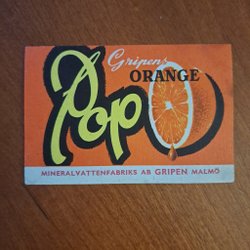 Gripens
ORANGE
Pop
MINERALVATTENFABRIKS AB GRIPEN MALMÖ